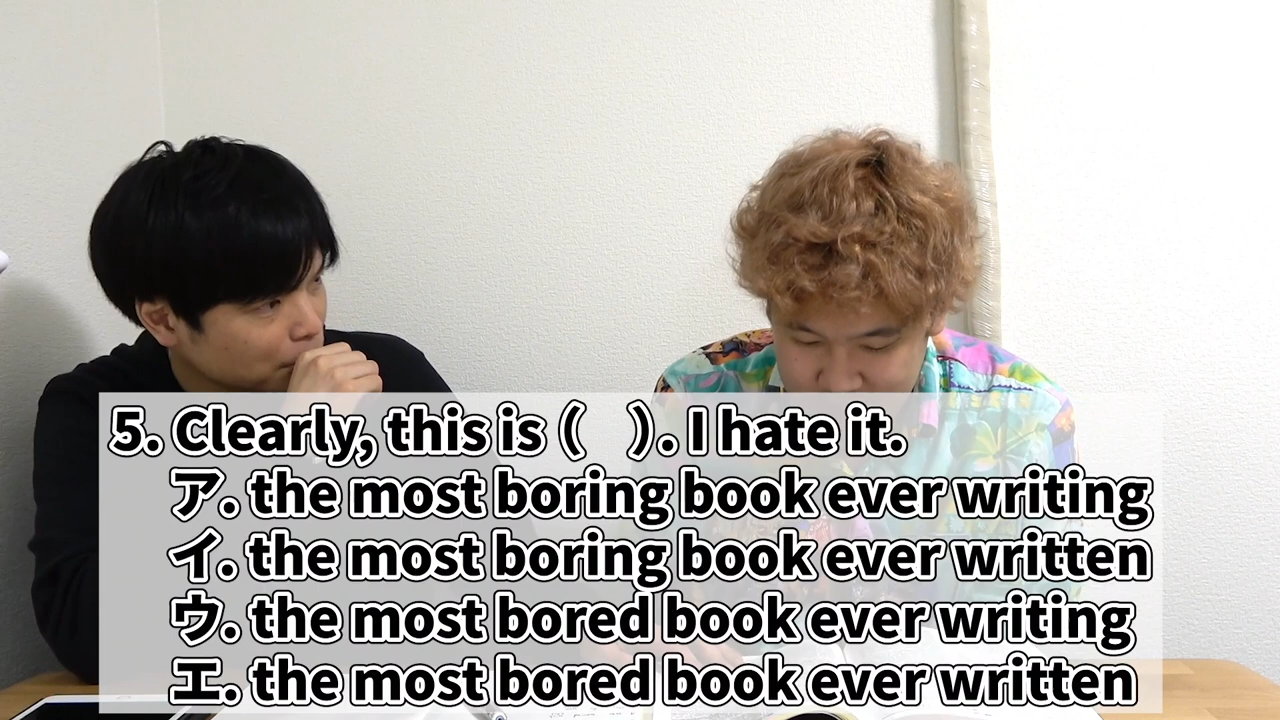 5. Clearly, this is (   ). I hate it.
ア. the most boring book ever writing
イ. the most boring book ever written
ウ. the most bored book ever writing
エ. the most bored book ever written